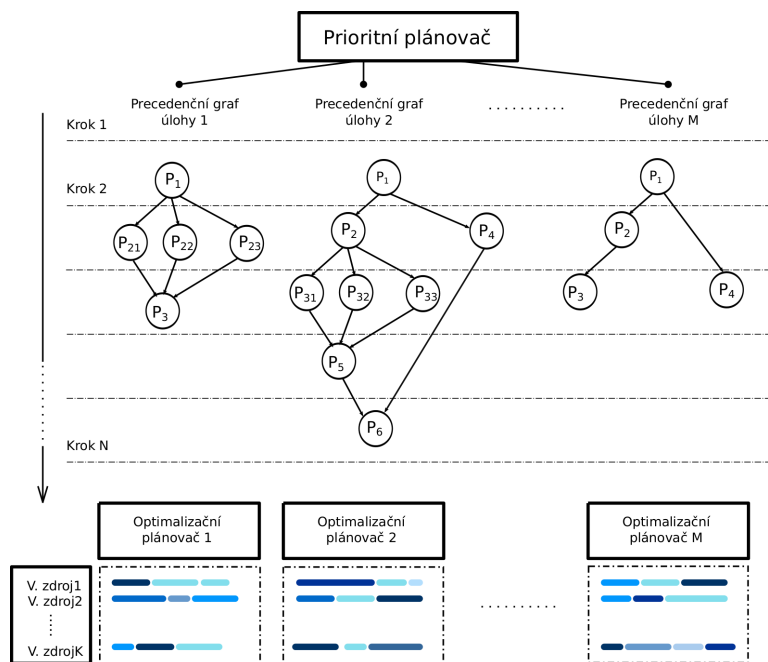 Prioritní plánovač
Precedenční graf
úlohy 1
Precedenční graf
úlohy 2
. . . . . . . . . .
Precedenční graf
úlohy M
Krok 1
Krok 2
P1
P1
P1
P21
P22
P23
P2
P4
P2
P3
P31
P32
P33
P3
P4
P5
P6
Krok N
Optimalizační
plánovač 1
Optimalizační
plánovač 2
Optimalizační
plánovač M
V. zdroj1
V. zdroj2
V. zdrojK